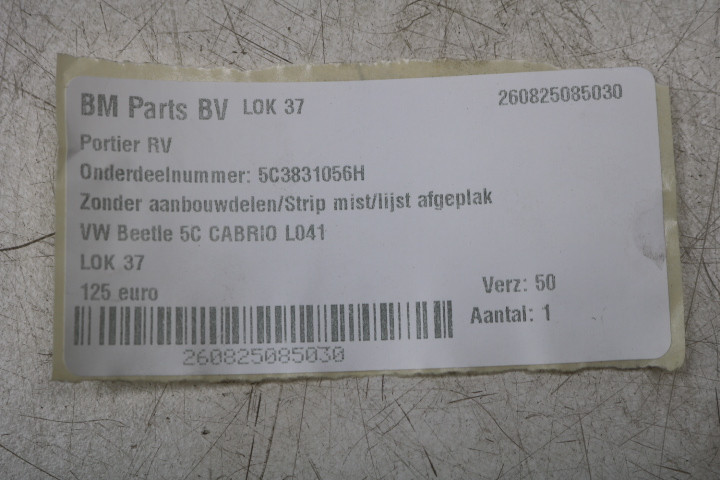 BM Parts BV LOK 37 260825085030
Portier RV
Onderdeelnummer: 5C3831056H
Zonder aanbouwdelen/Strip mist/lijst afgeplak
VW Beetle 5C CABRIO L041
LOK 37
125 euro Verz: 50
Aantal: 1
260825085030